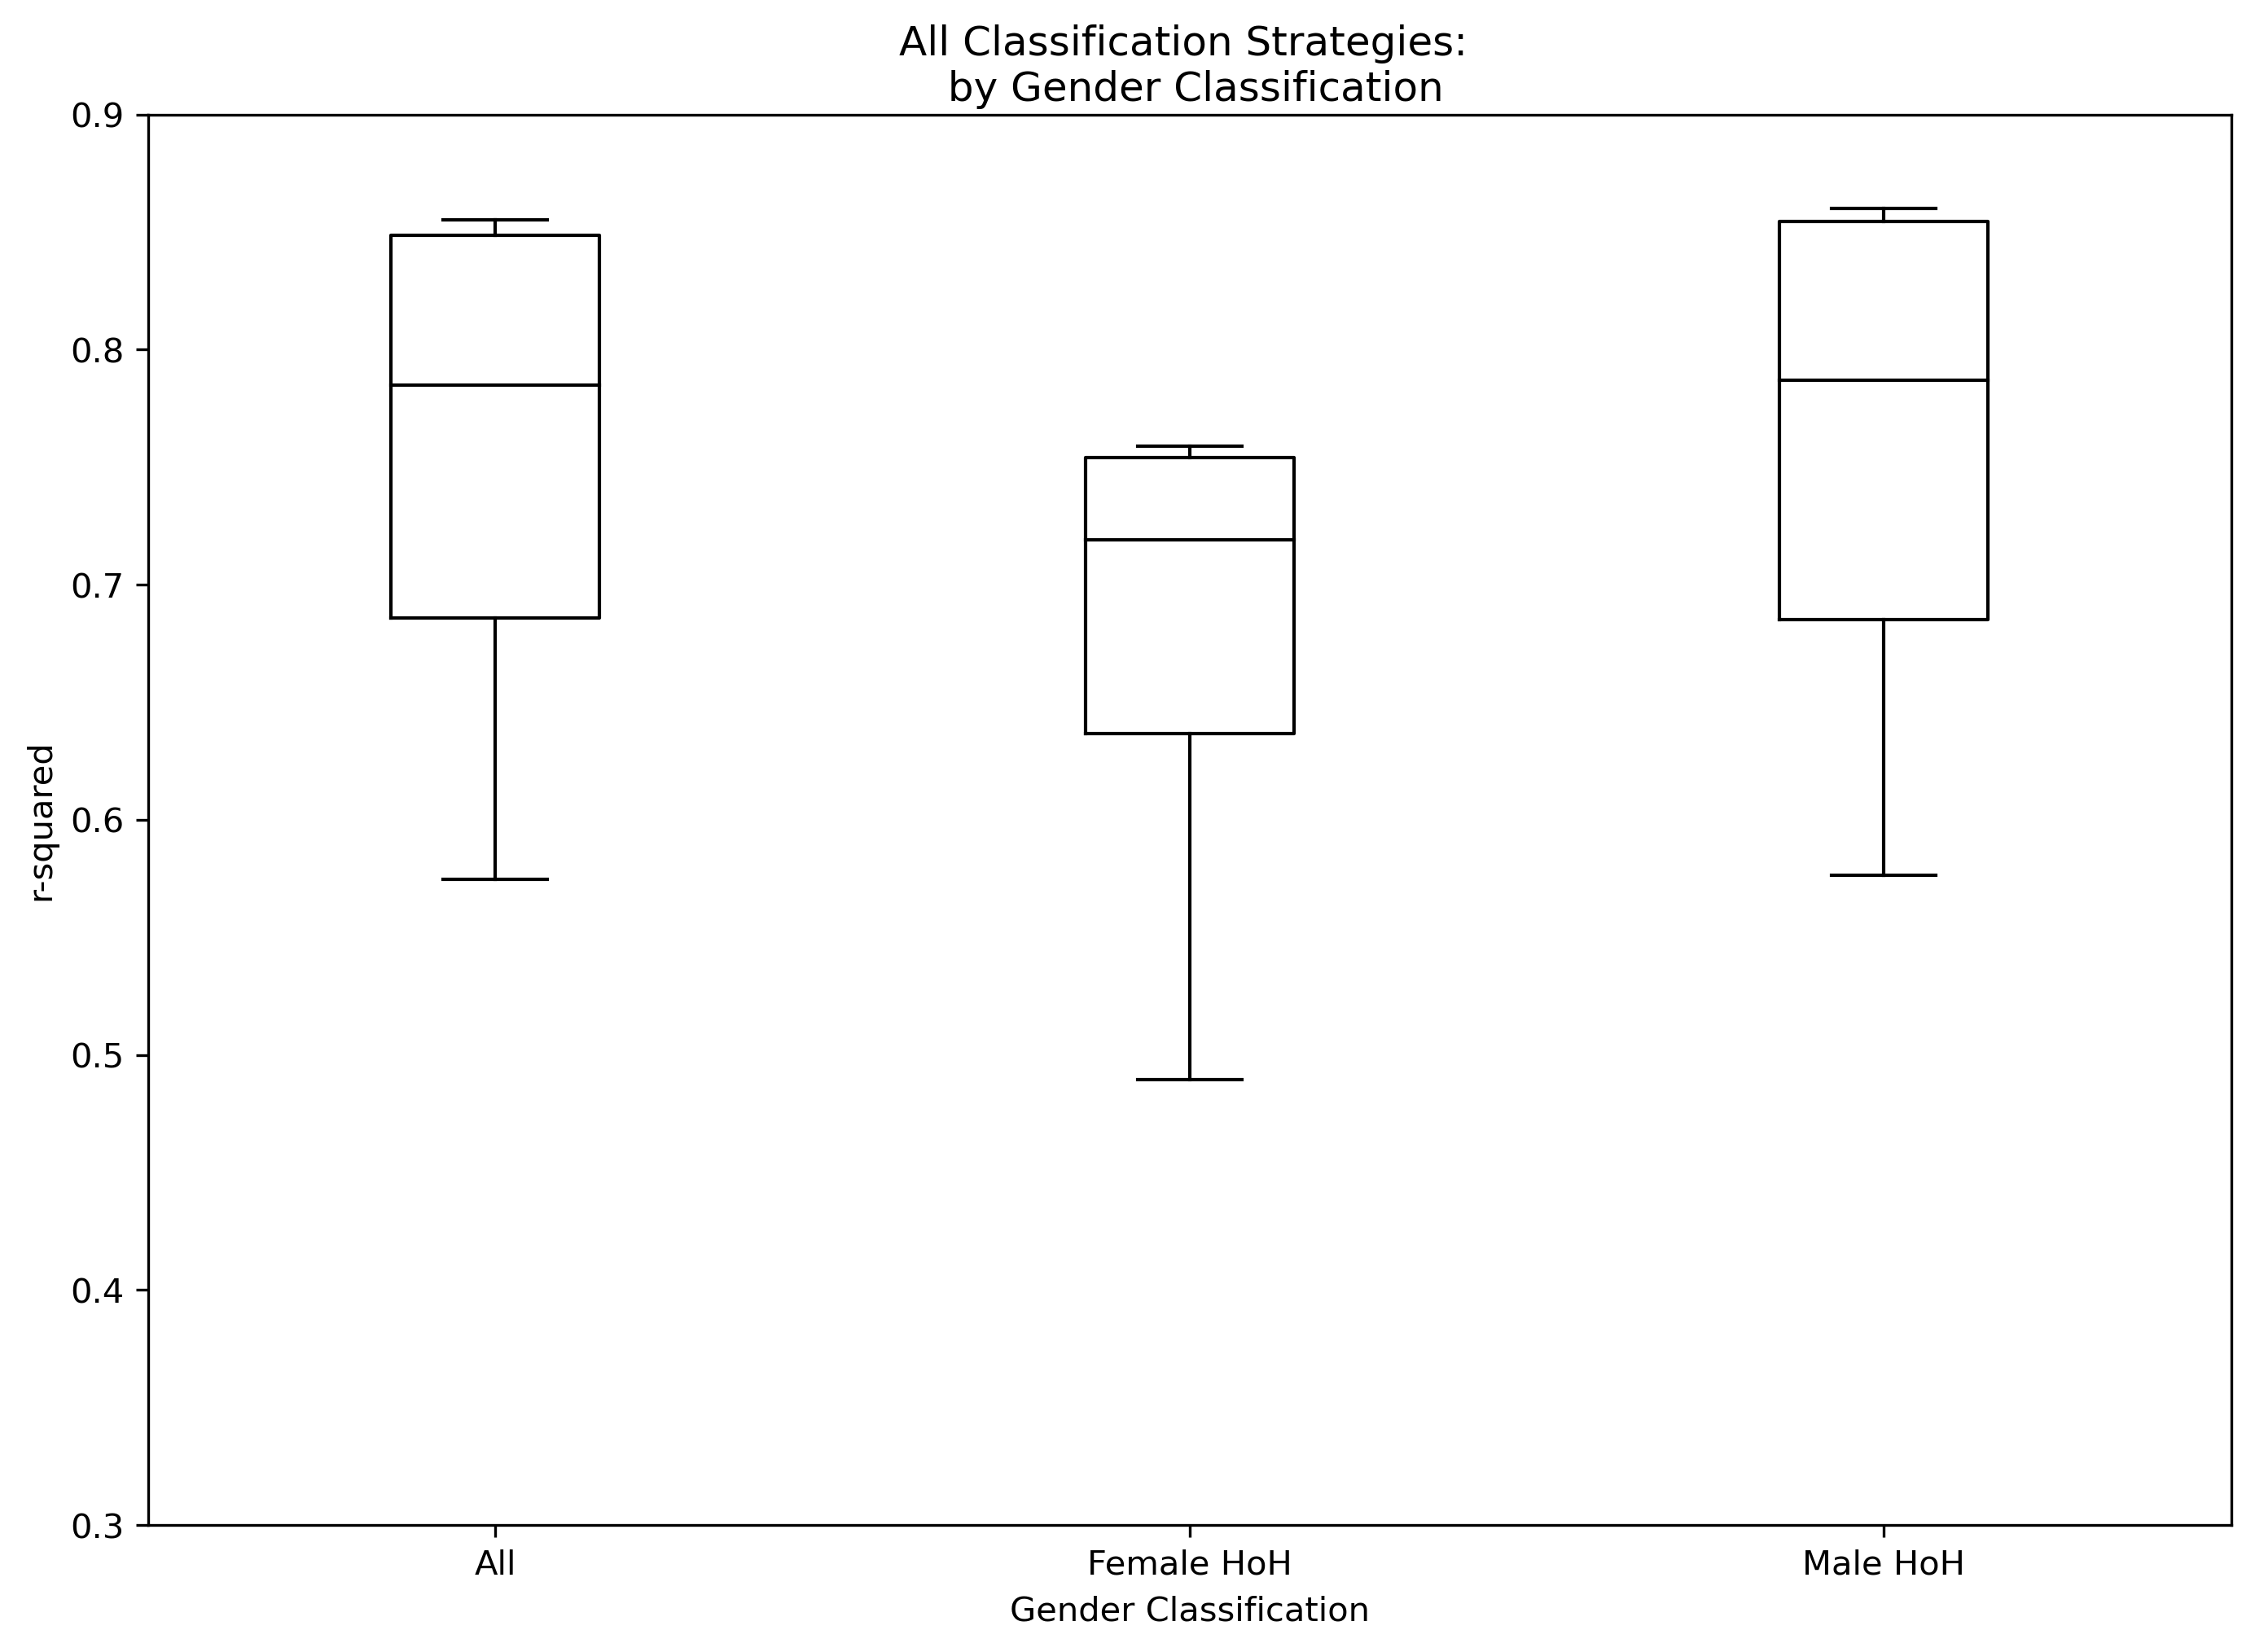 All Classification Strategies:
by Gender Classification
0.9
0.8
0.7
0.6
0.5
0.4
0.3
r-squared
All
Female HoH
Male HoH
Gender Classification